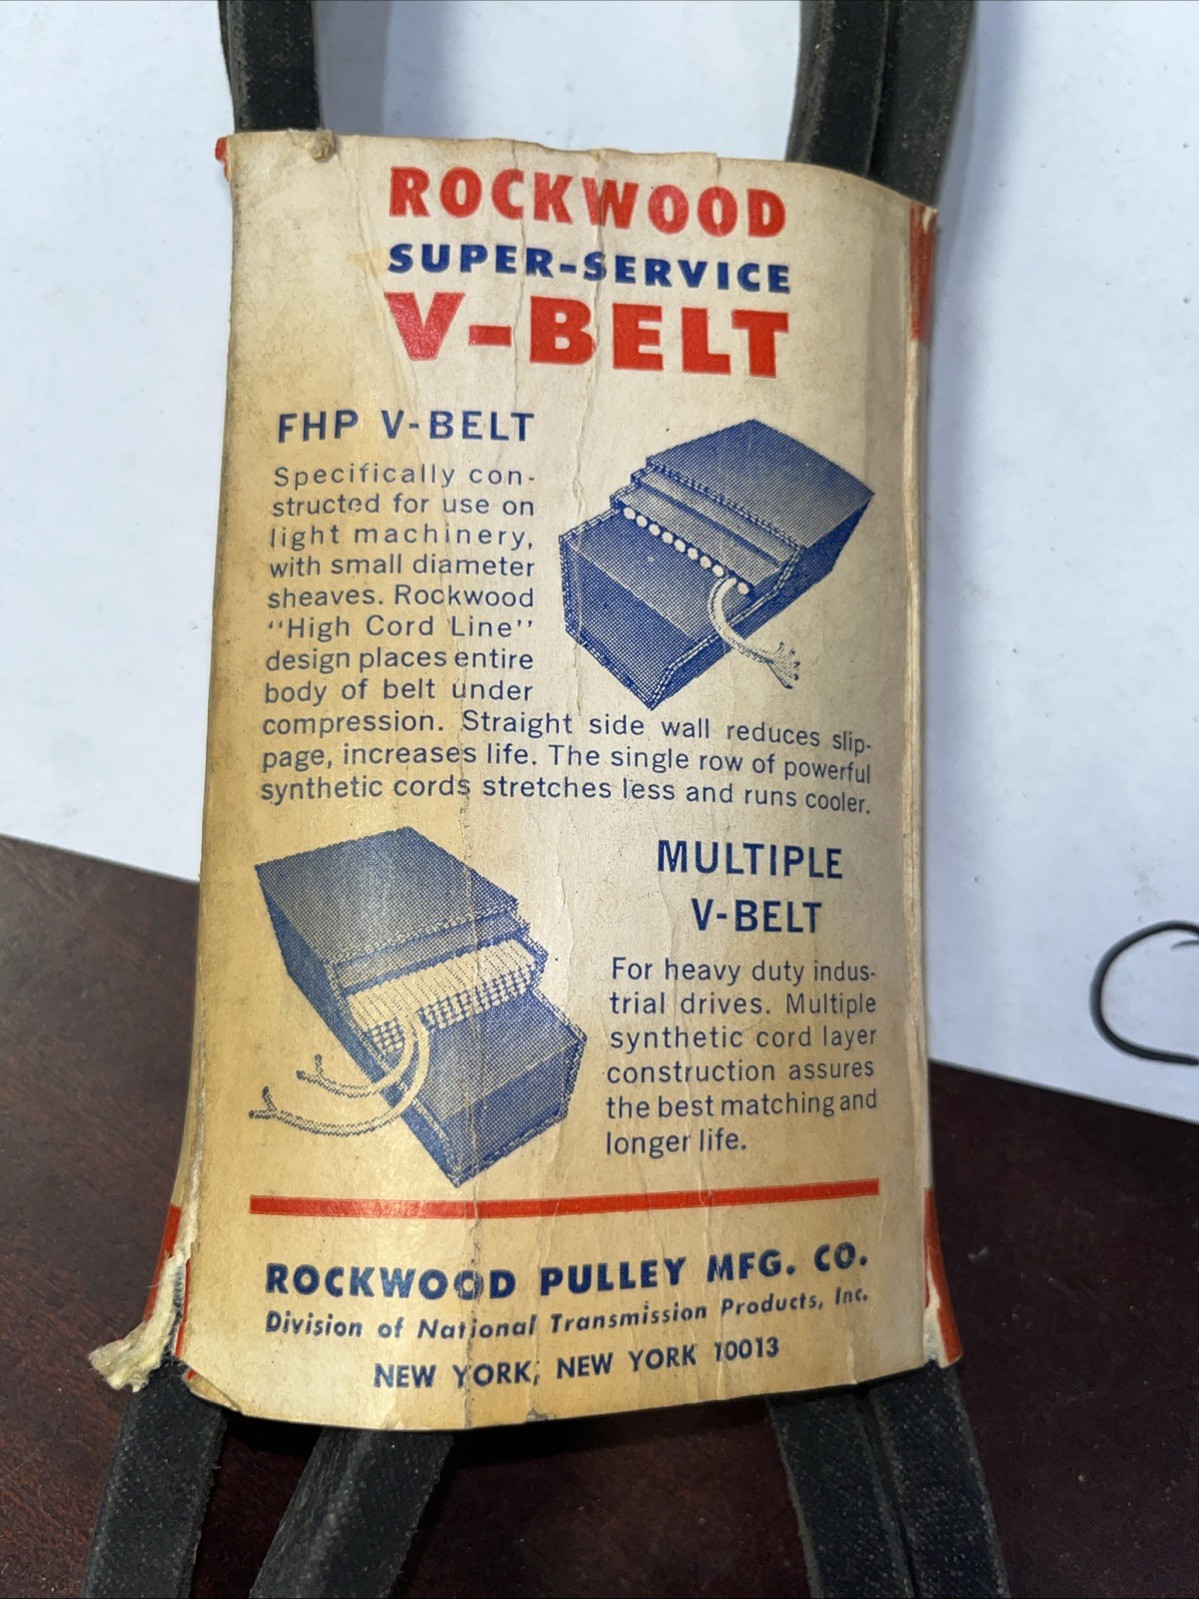 ROCKWOOD
SUPER-SERVICE
V-BELT
FHP V-BELT
Specifically con-
structed for use on
light machinery,
with small diameter
sheaves. Rockwood
"High Cord Line"
design places entire
body of belt under
compression. Straight side wall reduces slip-
page, increases life. The single row of powerful
synthetic cords stretches less and runs cooler.
MULTIPLE
V-BELT
For heavy duty indus-
trial drives. Multiple
synthetic cord layer
construction assures
the best matching and
longer life.
ROCKWOOD PULLEY MFG. CO.
Division of National Transmission Products, Inc.
NEW YORK, NEW YORK 10013